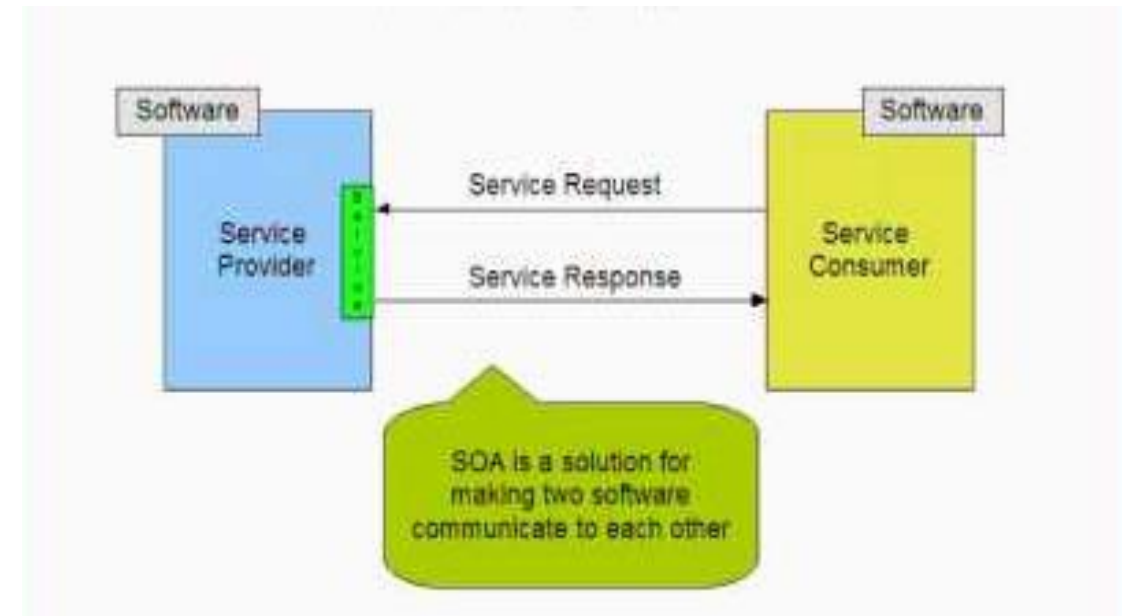 Software
Software
Service Request
Service
Provider
Service
Service
Consumer
Service Response
SOA is a solution for
making two software
communicate to each other